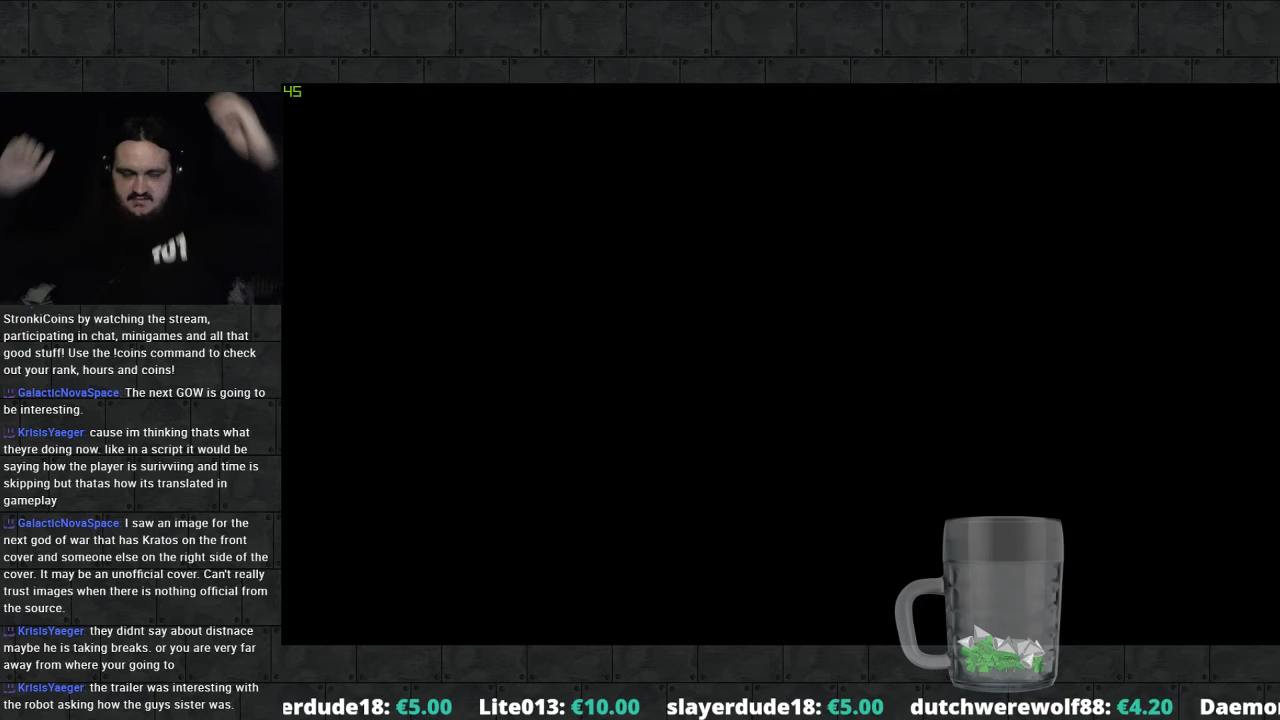 45
StronkiCoins by watching the stream,
participating in chat, minigames and all that
good stuff! Use the !coins command to check
out your rank, hours and coins!
GalacticNovaSpace: The next GOW is going to
be interesting.
KrisisYaeger: cause im thinking thats what
theyre doing now. like in a script it would be
saying how the player is surivviing and time is
skipping but thatas how its translated in
gameplay
GalacticNovaSpace: I saw an image for the
next god of war that has Kratos on the front
cover and someone else on the right side of the
cover. It may be an unofficial cover. Can't really
trust images when there is nothing official from
the source.
KrisisYaeger: they didnt say about distnace
maybe he is taking breaks. or you are very far
away from where your going to
KrisisYaeger: the trailer was interesting with
the robot asking how the guys sister was.
erdude18: €5.00 Lite013: €10.00 slayerdude18: €5.00 dutchwerewolf88: €4.20 Daemo